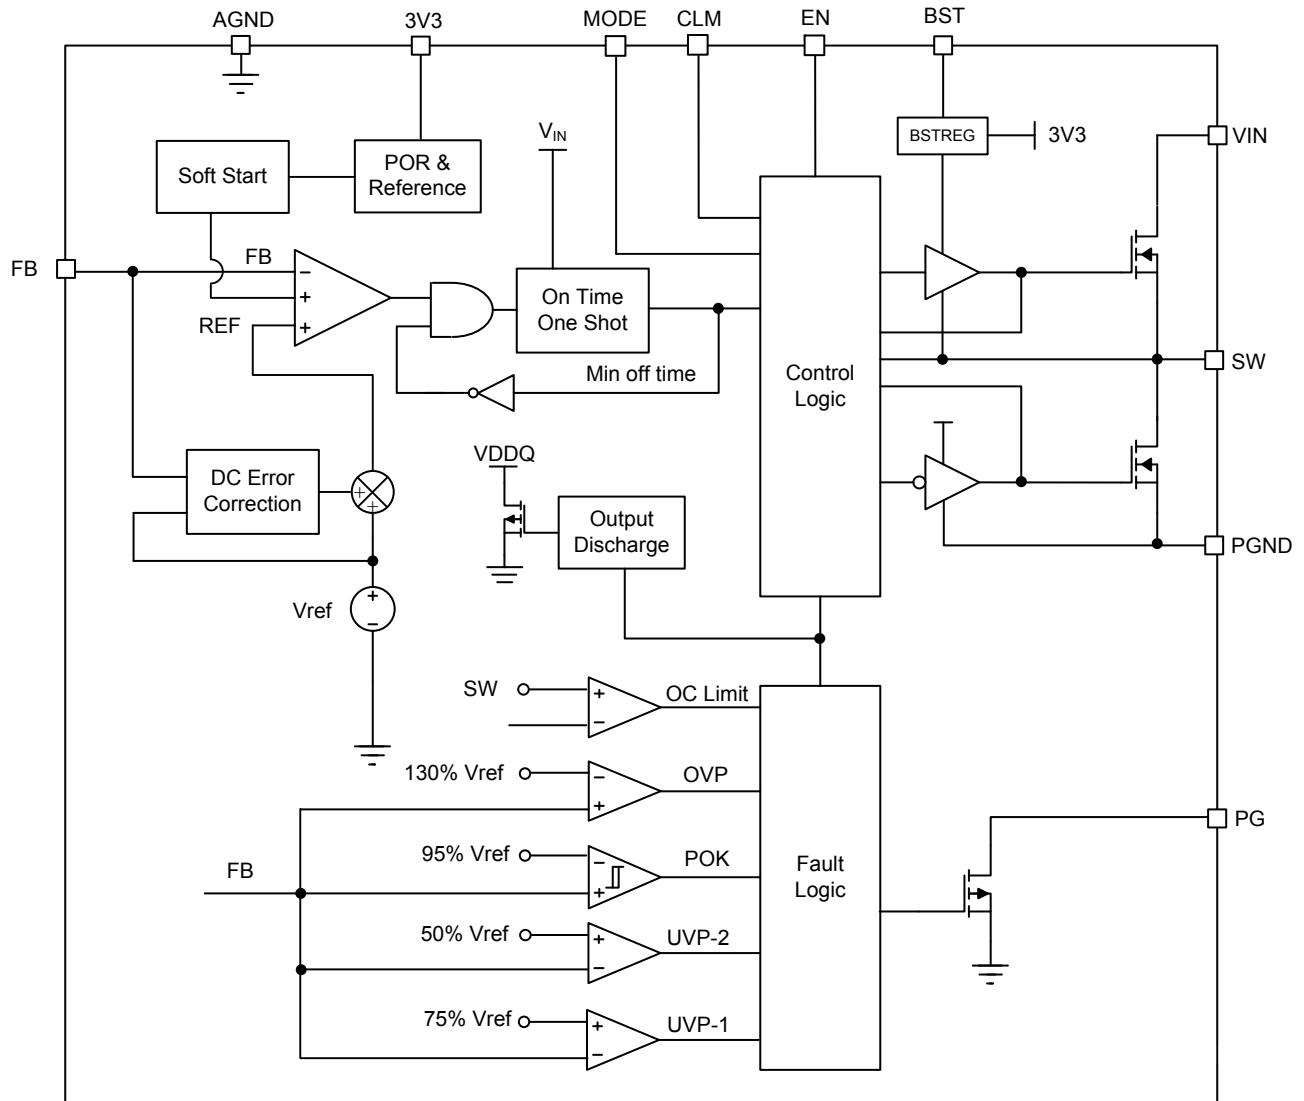 AGND
3V3
MODE
CLM
EN
BST
BSTREG
3V3
VIN
VIN
Soft Start
POR &
Reference
FB
FB
REF
−
+
+
On Time
One Shot
Min off time
Control
Logic
SW
DC Error
Correction
+
+
VDDQ
Output
Discharge
PGND
Vref
+
−
SW
+
−
OC Limit
130% Vref
−
+
OVP
PG
95% Vref
−
+
POK
FB
Fault
Logic
50% Vref
+
−
UVP-2
75% Vref
+
−
UVP-1